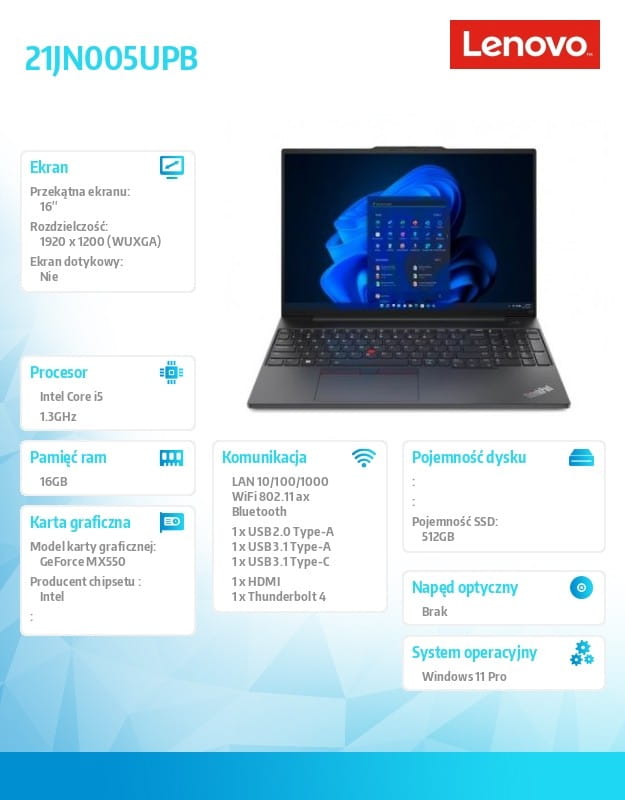 21JN005UPB
Lenovo
Ekran
Przekątna ekranu:
16"
Rozdzielczość:
1920 x 1200 (WUXGA)
Ekran dotykowy:
Nie
Procesor
Intel Core i5
1.3GHz
Pamięć ram
16GB
Karta graficzna
Model karty graficznej:
GeForce MX550
Producent chipsetu :
Intel
:
Komunikacja
LAN 10/100/1000
WiFi 802.11 ax
Bluetooth
1 x USB 2.0 Type-A
1 x USB 3.1 Type-A
1 x USB 3.1 Type-C
1 x HDMI
1 x Thunderbolt 4
Pojemność dysku
:
:
Pojemność SSD:
512GB
Napęd optyczny
Brak
System operacyjny
Windows 11 Pro
ThinkPad